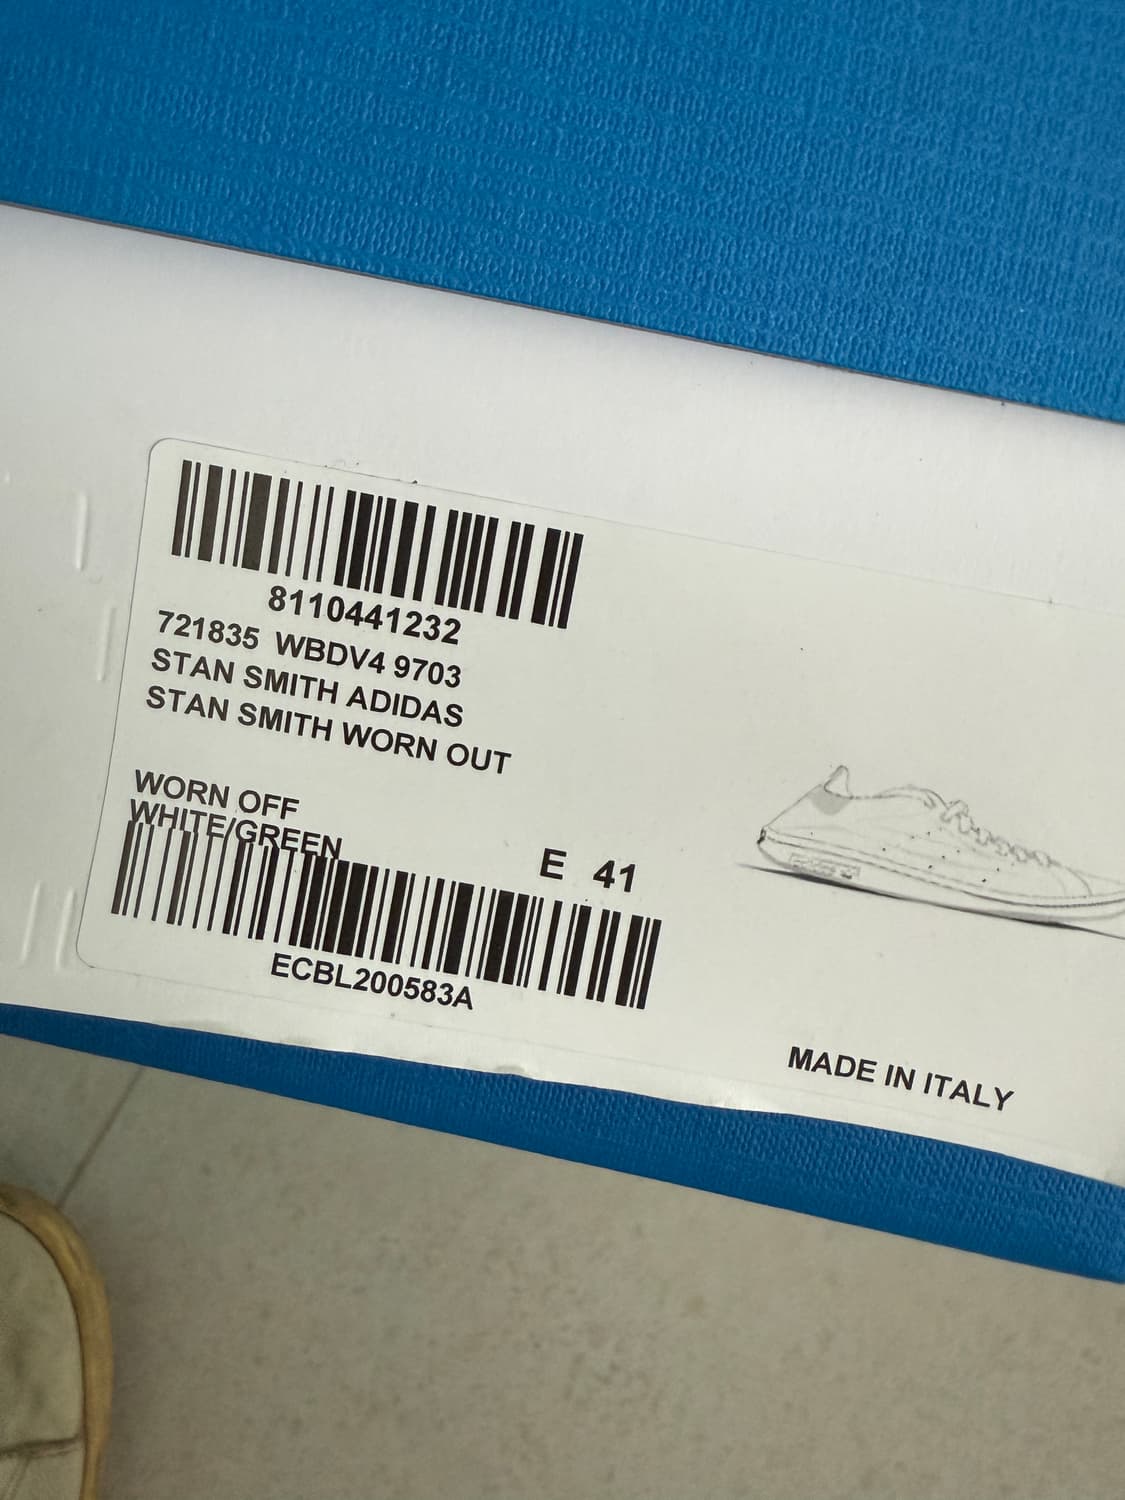 8110441232
721835 WBDV4 9703
STAN SMITH ADIDAS
STAN SMITH WORN OUT
WORN OFF
WHITE/GREEN
E 41
ECBL200583A
MADE IN ITALY